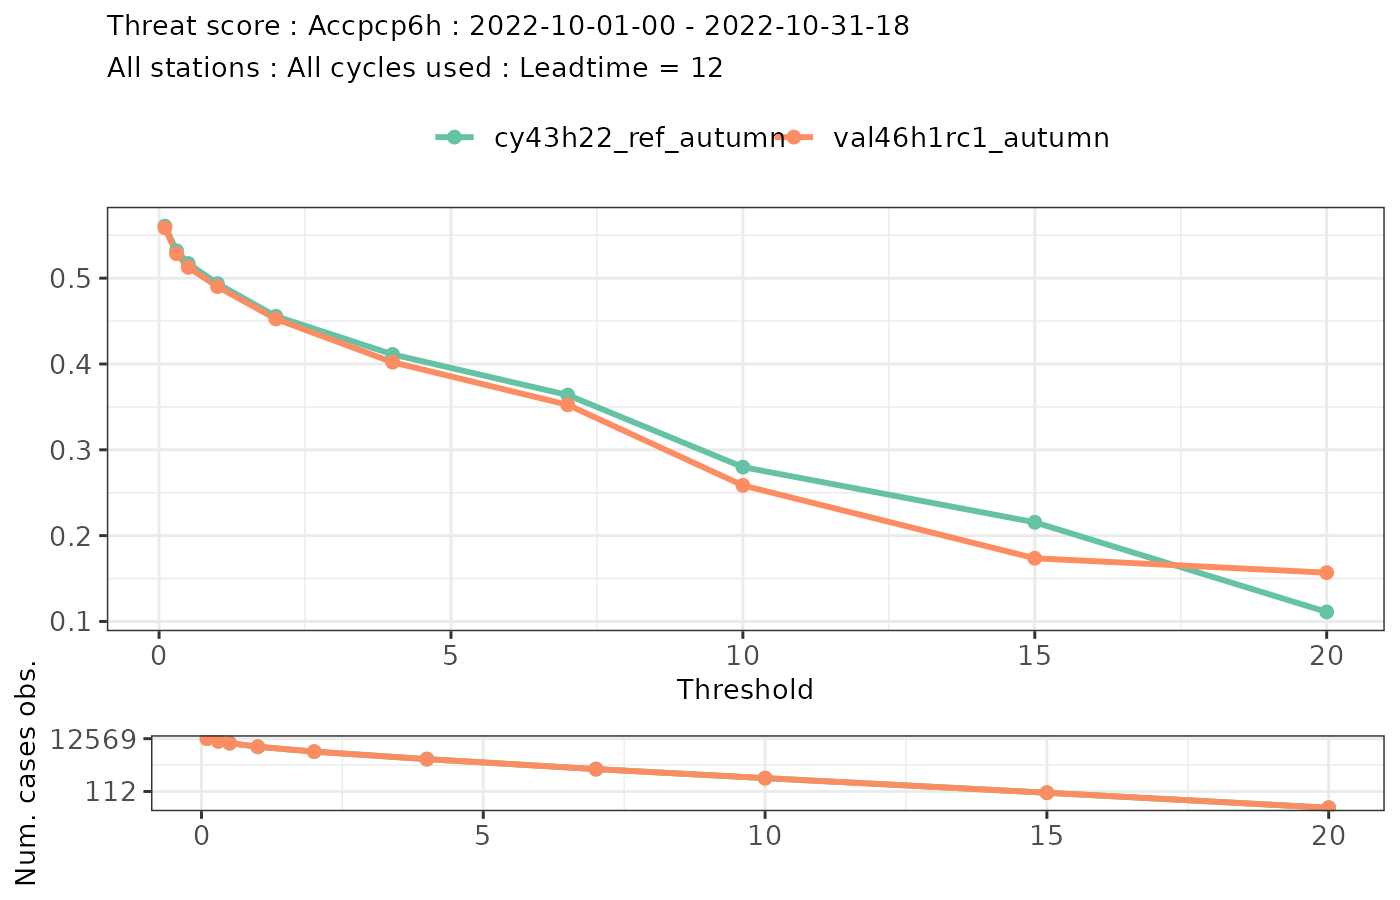 Threat score : Accpcp6h : 2022-10-01-00 - 2022-10-31-18
All stations : All cycles used : Leadtime = 12
cy43h22_ref_autumn val46h1rc1_autumn
0.5
0.4
0.3
0.2
0.1
0 5 10 15 20
Threshold
Num. cases obs.
12569
112
0 5 10 15 20